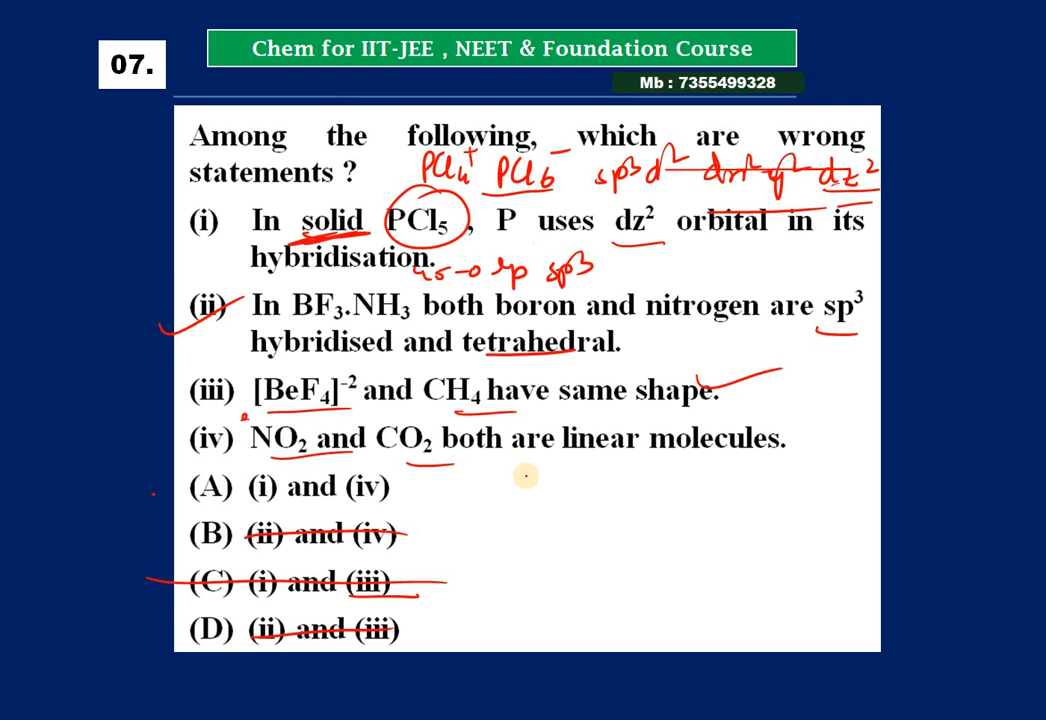 07.
Chem for IIT-JEE , NEET & Foundation Course
Mb : 7355499328
Among the following, which are wrong
statements ?
PCl4+ PCl6− sp3d2 dx2-y2 dz2
(i) In solid PCl5 , P uses dz2 orbital in its
hybridisation.
sp3
(ii) In BF3.NH3 both boron and nitrogen are sp3
hybridised and tetrahedral.
(iii) [BeF4]-2 and CH4 have same shape.
(iv) NO2 and CO2 both are linear molecules.
(A) (i) and (iv)
(B) (ii) and (iv)
(C) (i) and (iii)
(D) (ii) and (iii)